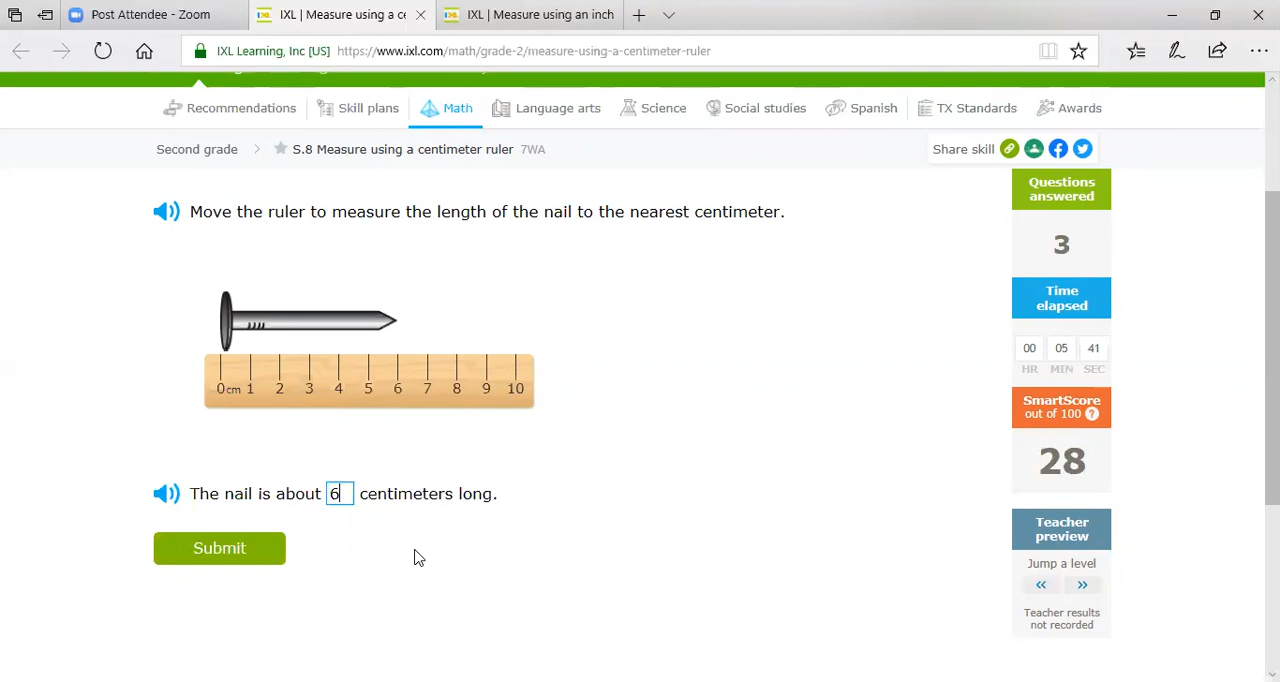 Post Attendee - Zoom
IXL | Measure using a ce
IXL | Measure using an inch
IXL Learning, Inc [US]
https://www.ixl.com/math/grade-2/measure-using-a-centimeter-ruler
Recommendations
Skill plans
Math
Language arts
Science
Social studies
Spanish
TX Standards
Awards
Second grade > S.8 Measure using a centimeter ruler 7WA
Share skill
Move the ruler to measure the length of the nail to the nearest centimeter.
0 cm 1 2 3 4 5 6 7 8 9 10
The nail is about 6 centimeters long.
Submit
Questions
answered
3
Time
elapsed
00 05 41
HR MIN SEC
SmartScore
out of 100 ?
28
Teacher
preview
Jump a level
Teacher results
not recorded